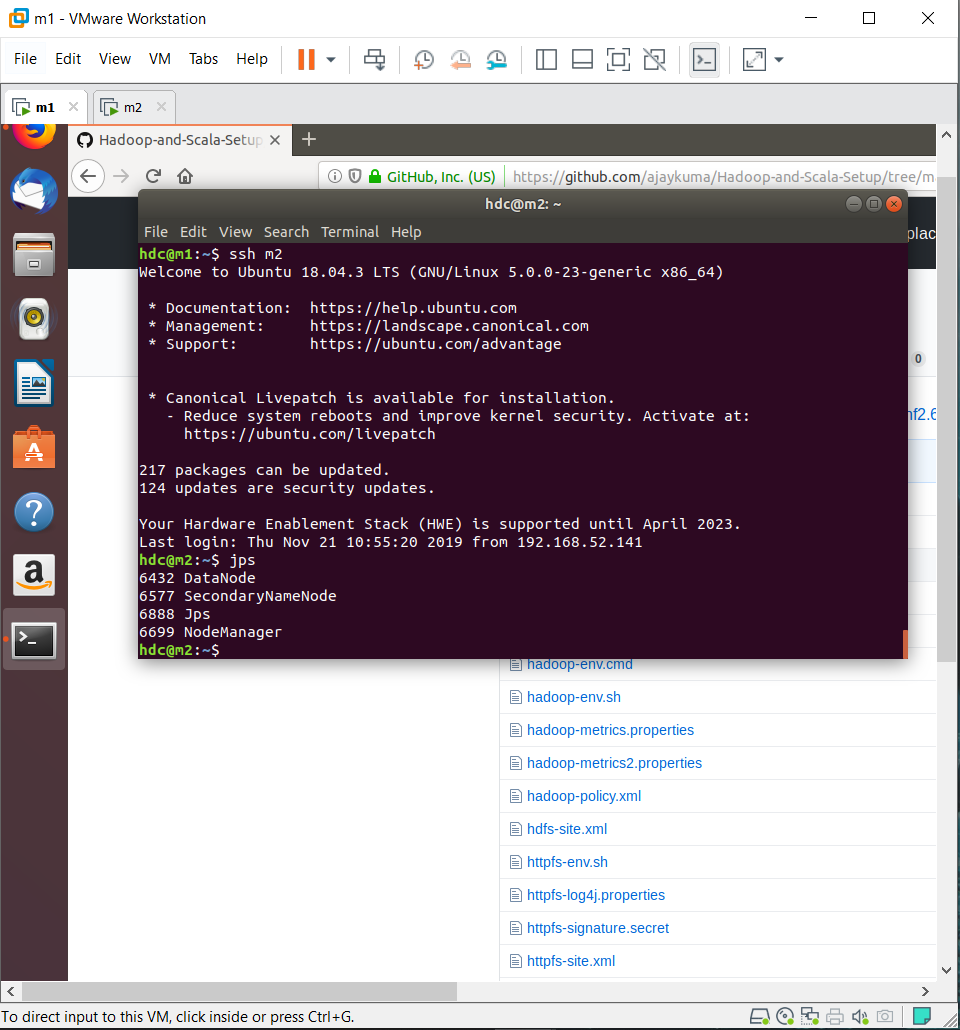 m1 - VMware Workstation
File Edit View VM Tabs Help
m1 m2
Hadoop-and-Scala-Setup
GitHub, Inc. (US) https://github.com/ajaykuma/Hadoop-and-Scala-Setup/tree/m
hdc@m2: ~
File Edit View Search Terminal Help
plac
hdc@m1:~$ ssh m2
Welcome to Ubuntu 18.04.3 LTS (GNU/Linux 5.0.0-23-generic x86_64)
* Documentation: https://help.ubuntu.com
* Management: https://landscape.canonical.com
* Support: https://ubuntu.com/advantage
0
* Canonical Livepatch is available for installation.
- Reduce system reboots and improve kernel security. Activate at:
nf2.6
https://ubuntu.com/livepatch
217 packages can be updated.
124 updates are security updates.
Your Hardware Enablement Stack (HWE) is supported until April 2023.
Last login: Thu Nov 21 10:55:20 2019 from 192.168.52.141
hdc@m2:~$ jps
6432 DataNode
6577 SecondaryNameNode
6888 Jps
6699 NodeManager
hdc@m2:~$
hadoop-env.cmd
hadoop-env.sh
hadoop-metrics.properties
hadoop-metrics2.properties
hadoop-policy.xml
hdfs-site.xml
httpfs-env.sh
httpfs-log4j.properties
httpfs-signature.secret
httpfs-site.xml
To direct input to this VM, click inside or press Ctrl+G.